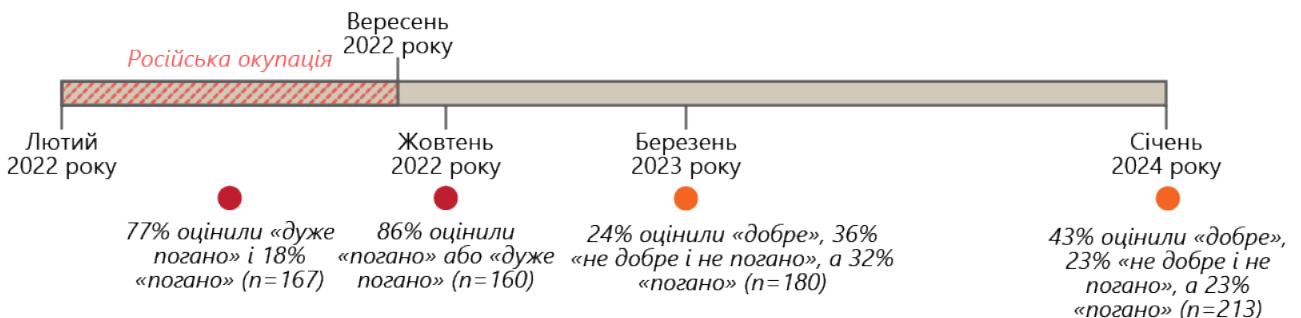 Вересень
2022 року
Російська окупація
Лютий
2022 року
Жовтень
2022 року
Березень
2023 року
Січень
2024 року
77% оцінили «дуже
погано» і 18%
«погано» (n=167)
86% оцінили
«погано» або «дуже
погано» (n=160)
24% оцінили «добре», 36%
«не добре і не погано», а 32%
«погано» (n=180)
43% оцінили «добре»,
23% «не добре і не
погано», а 23%
«погано» (n=213)